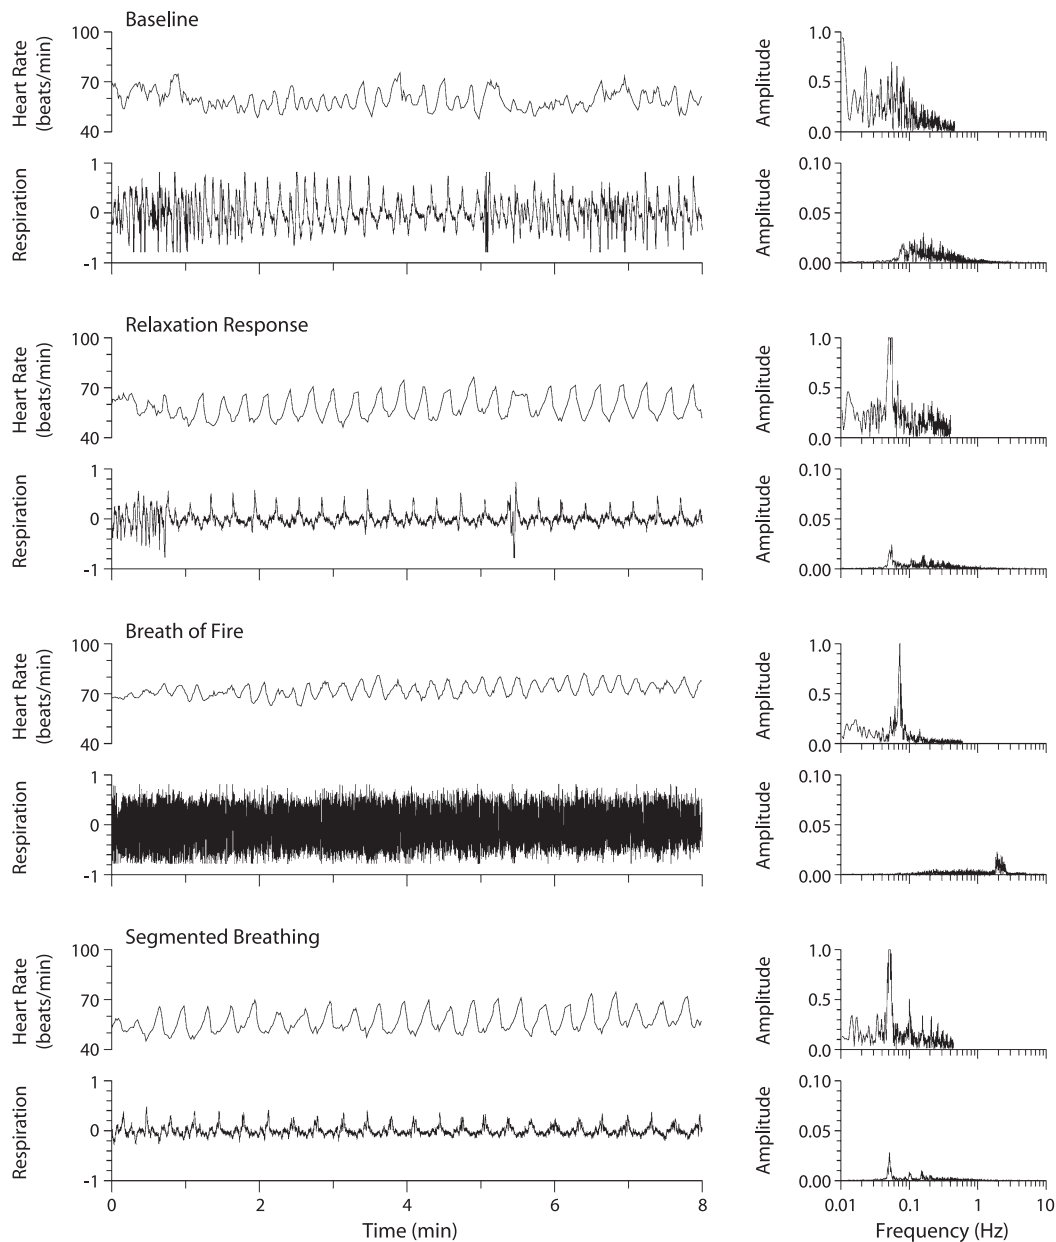 Baseline
Heart Rate
(beats/min)
100
70
40
Amplitude
1.0
0.5
0.0
Respiration
1
0
-1
Amplitude
0.10
0.05
0.00
Relaxation Response
Heart Rate
(beats/min)
100
70
40
Amplitude
1.0
0.5
0.0
Respiration
1
0
-1
Amplitude
0.10
0.05
0.00
Breath of Fire
Heart Rate
(beats/min)
100
70
40
Amplitude
1.0
0.5
0.0
Respiration
1
0
-1
Amplitude
0.10
0.05
0.00
Segmented Breathing
Heart Rate
(beats/min)
100
70
40
Amplitude
1.0
0.5
0.0
Respiration
1
0
-1
Amplitude
0.10
0.05
0.00
0 2 4 6 8
Time (min)
0.01 0.1 1 10
Frequency (Hz)